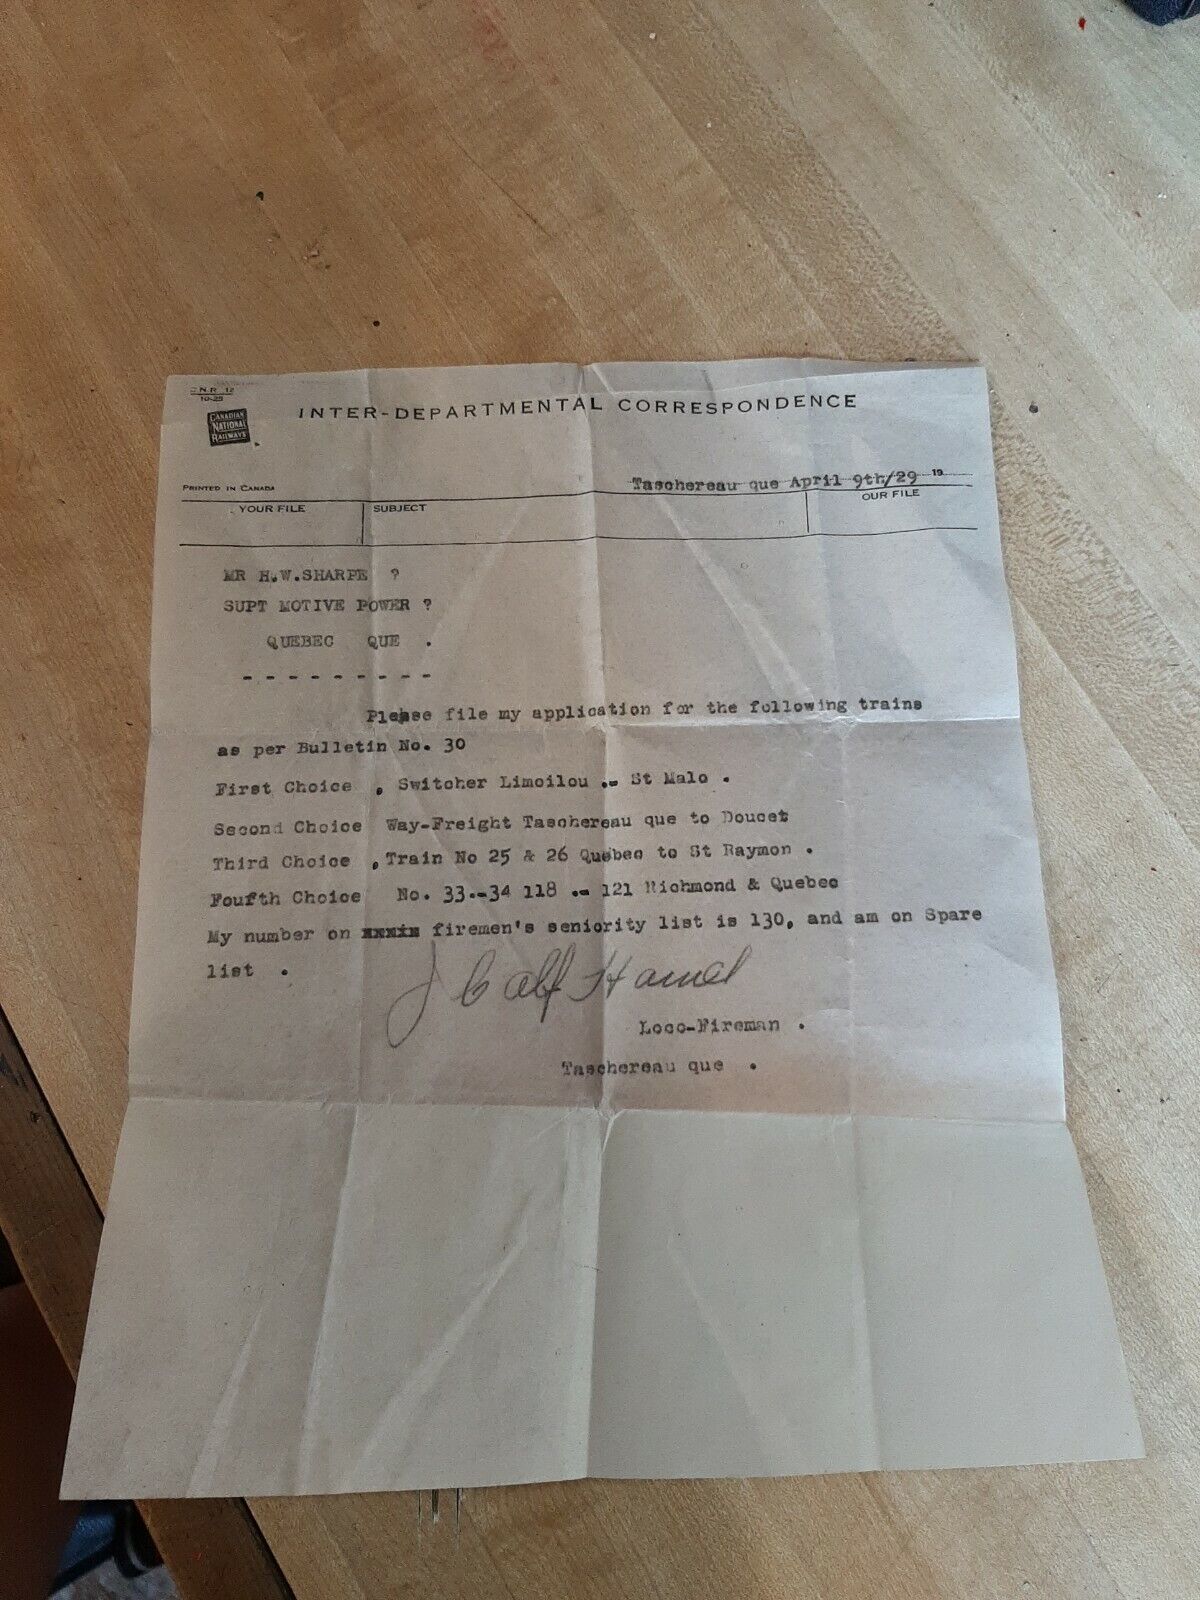 C.N.R. 12
10-25
CANADIAN
NATIONAL
RAILWAYS
INTER-DEPARTMENTAL CORRESPONDENCE
PRINTED IN CANADA
Taschereau que April 9th/29 19
YOUR FILE SUBJECT OUR FILE
MR H.W.SHARPE ?
SUPT MOTIVE POWER ?
QUEBEC QUE .
- - - - - - - - -
Please file my application for the following trains
as per Bulletin No. 30
First Choice , Switcher Limoilou .- St Malo .
Second Choice Way-Freight Taschereau que to Doucet
Third Choice , Train No 25 & 26 Quebec to St Raymon .
Fourth Choice No. 33.-34 118 .- 121 Richmond & Quebec
My number on firemen's seniority list is 130, and am on Spare
list .
Hamel
Loco-Fireman .
Taschereau que .